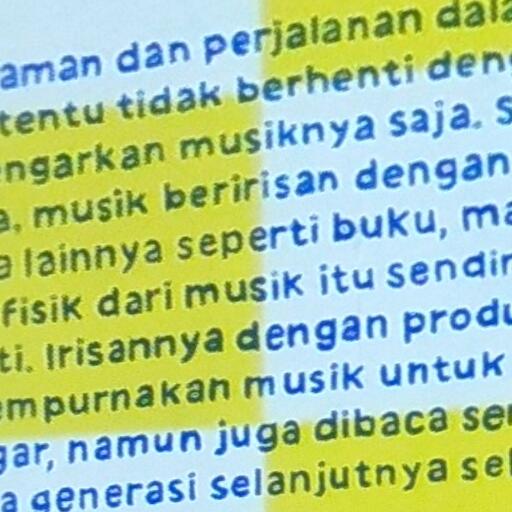 aman dan perjalanan dala
tentu tidak berhenti den
ngarkan musiknya saja. S
a, musik beririsan dengan
a lainnya seperti buku, ma
fisik dari musik itu sendir
ti. Irisannya dengan produ
empurnakan musik untuk
gar, namun juga dibaca se
a generasi selanjutnya se